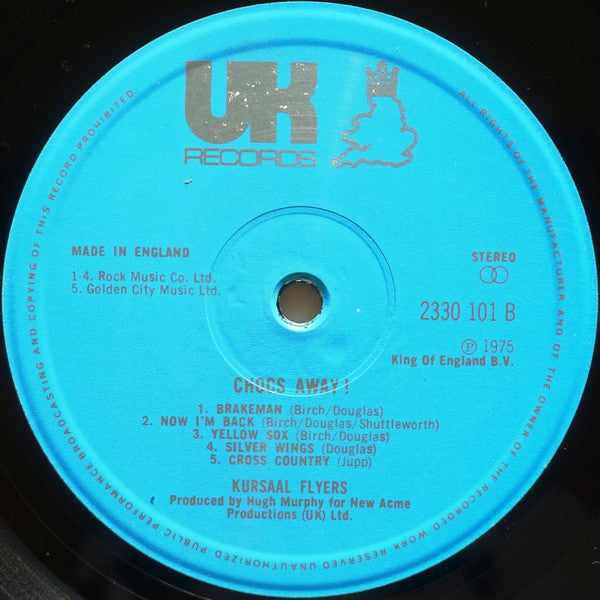 UK
RECORDS
MADE IN ENGLAND
1-4. Rock Music Co. Ltd.
5. Golden City Music Ltd.
STEREO
2330 101 B
Ⓟ 1975
King Of England B.V.
CHOCS AWAY!
1. BRAKEMAN (Birch/Douglas)
2. NOW I'M BACK (Birch/Douglas/Shuttleworth)
3. YELLOW SOX (Birch/Douglas)
4. SILVER WINGS (Douglas)
5. CROSS COUNTRY (Jupp)
KURSAAL FLYERS
Produced by Hugh Murphy for New Acme
Productions (UK) Ltd.
ALL RIGHTS OF THE MANUFACTURER AND OF THE OWNER OF THE RECORDED WORK RESERVED UNAUTHORIZED PUBLIC PERFORMANCE BROADCASTING AND COPYING OF THIS RECORD PROHIBITED.